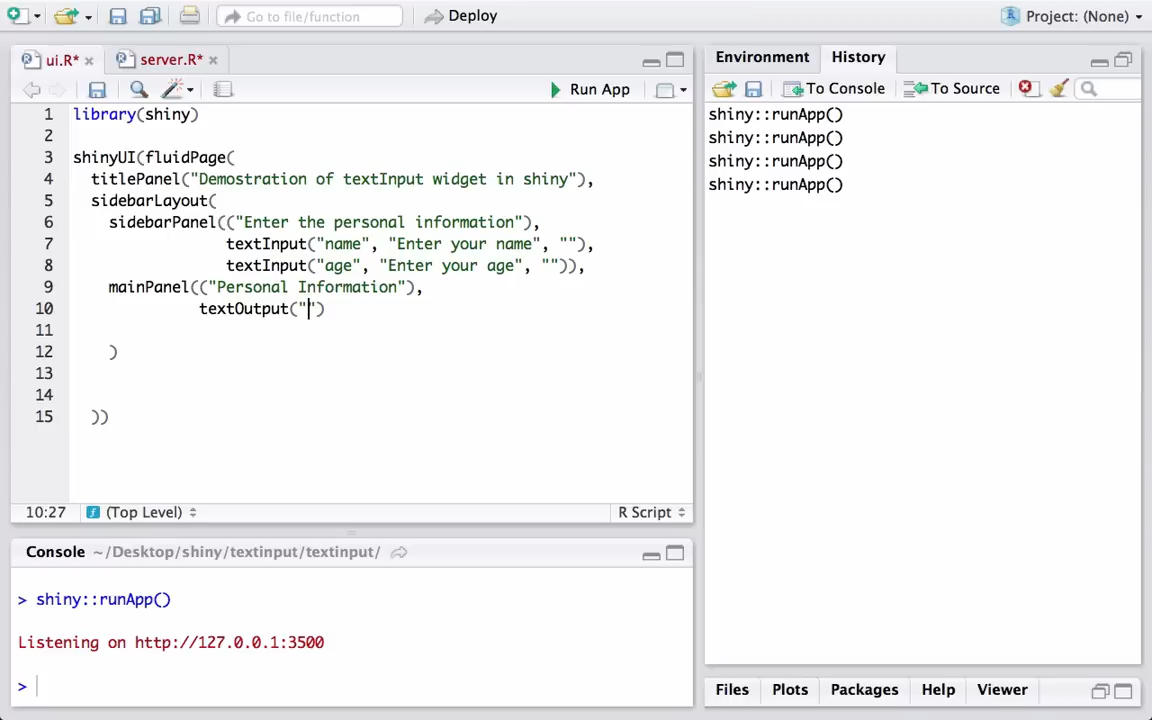 Go to file/function
Deploy
Project: (None)
ui.R*
server.R*
Run App
1 library(shiny)
2
3 shinyUI(fluidPage(
4 titlePanel("Demostration of textInput widget in shiny"),
5 sidebarLayout(
6 sidebarPanel(("Enter the personal information"),
7 textInput("name", "Enter your name", ""),
8 textInput("age", "Enter your age", "")),
9 mainPanel(("Personal Information"),
10 textOutput("")
11
12 )
13
14
15 ))
10:27
(Top Level)
R Script
Console ~/Desktop/shiny/textinput/textinput/
> shiny::runApp()
Listening on http://127.0.0.1:3500
>
Environment
History
To Console
To Source
shiny::runApp()
shiny::runApp()
shiny::runApp()
shiny::runApp()
Files
Plots
Packages
Help
Viewer